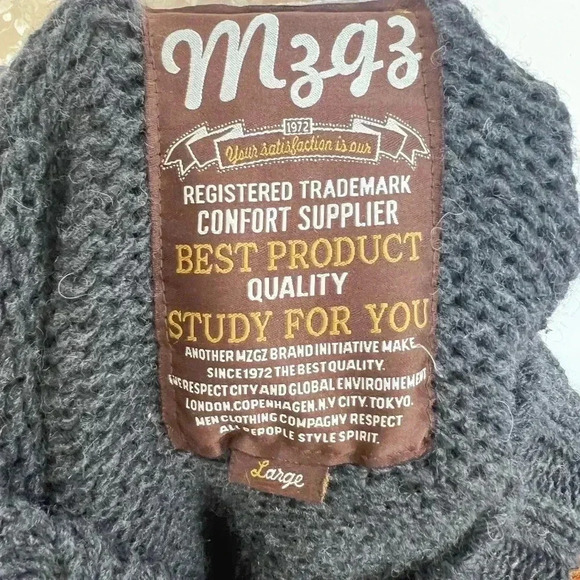 mzgz
1972
Your satisfaction is our
REGISTERED TRADEMARK
CONFORT SUPPLIER
BEST PRODUCT
QUALITY
STUDY FOR YOU
ANOTHER MZGZ BRAND INITIATIVE MAKE
SINCE 1972 THE BEST QUALITY.
RESPECT CITY AND GLOBAL ENVIRONNEMENT
LONDON.COPENHAGEN.N.Y CITY. TOKYO.
MEN CLOTHING COMPAGNY RESPECT
ALL PEROPLE STYLE SPIRIT.
Large